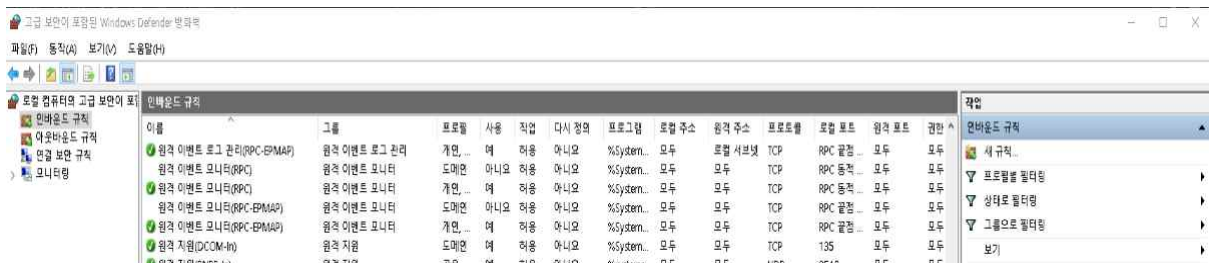 고급 보안이 포함된 Windows Defender 방화벽
파일(F) 동작(A) 보기(V) 도움말(H)
로컬 컴퓨터의 고급 보안이 포함
인바운드 규칙
아웃바운드 규칙
연결 보안 규칙
모니터링
인바운드 규칙
이름 그룹 프로필 사용 작업 다시 정의 프로그램 로컬 주소 원격 주소 프로토콜 로컬 포트 원격 포트 권한
원격 이벤트 로그 관리(RPC-EPMAP) 원격 이벤트 로그 관리 개인, ... 예 허용 아니요 %System... 모두 로컬 서브넷 TCP RPC 끝점 ... 모두 모두
원격 이벤트 모니터(RPC) 원격 이벤트 모니터 도메인 아니요 허용 아니요 %System... 모두 모두 TCP RPC 동적 ... 모두 모두
원격 이벤트 모니터(RPC) 원격 이벤트 모니터 개인, ... 예 허용 아니요 %System... 모두 모두 TCP RPC 동적 ... 모두 모두
원격 이벤트 모니터(RPC-EPMAP) 원격 이벤트 모니터 도메인 아니요 허용 아니요 %System... 모두 모두 TCP RPC 끝점 ... 모두 모두
원격 이벤트 모니터(RPC-EPMAP) 원격 이벤트 모니터 개인, ... 예 허용 아니요 %System... 모두 모두 TCP RPC 끝점 ... 모두 모두
원격 지원(DCOM-In) 원격 지원 도메인 예 허용 아니요 %System... 모두 모두 TCP 135 모두 모두
작업
인바운드 규칙
새 규칙...
프로필별 필터링
상태로 필터링
그룹으로 필터링
보기